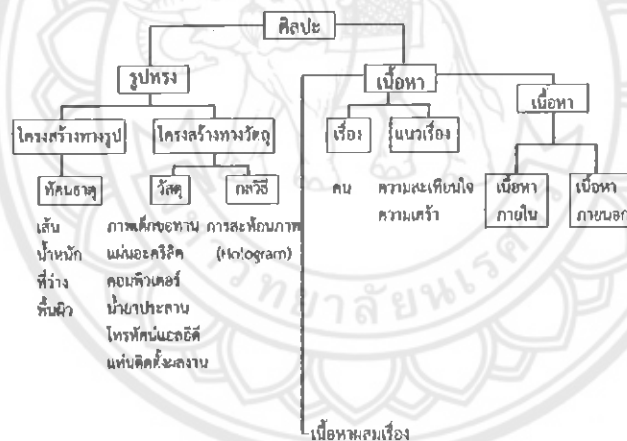 ศิลปะ
รูปทรง
เนื้อหา
เนื้อหา
โครงสร้างทางรูป
โครงสร้างทางวัตถุ
เรื่อง
แนวเรื่อง
ทัศนธาตุ
วัสดุ
กลวิธี
คน
ความสะเทือนใจ
ความเศร้า
เนื้อหา
ภายใน
เนื้อหา
ภายนอก
เส้น
น้ำหนัก
ที่ว่าง
พื้นผิว
ภาพเด็กขอทาน
แผ่นอะคริลิค
คอมพิวเตอร์
น้ำยาประสาน
โทรทัศน์แอลอีดี
แท่นติดตั้งผลงาน
การสะท้อนภาพ
(Hologram)
เนื้อหาผสมเรื่อง